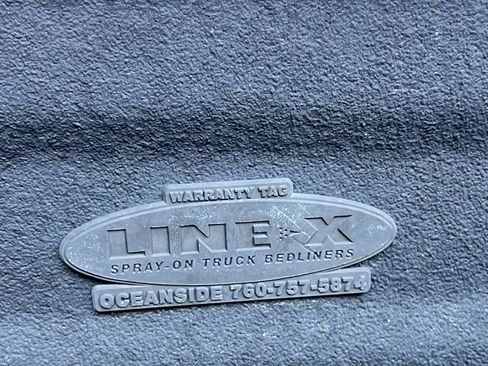 WARRANTY TAG
LINE-X
SPRAY-ON TRUCK BEDLINERS
OCEANSIDE 760-757-5874